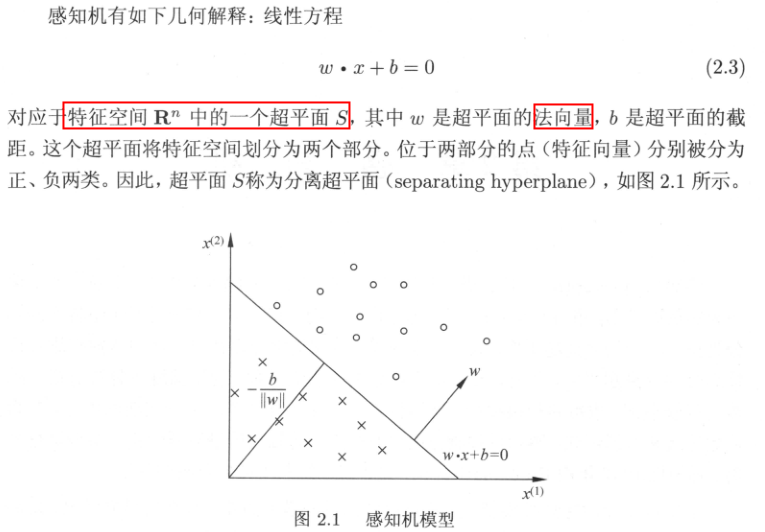 感知机有如下几何解释：线性方程
w • x + b = 0 (2.3)
对应于特征空间 Rⁿ 中的一个超平面 S，其中 w 是超平面的法向量，b 是超平面的截
距。这个超平面将特征空间划分为两个部分。位于两部分的点（特征向量）分别被分为
正、负两类。因此，超平面 S称为分离超平面（separating hyperplane），如图 2.1 所示。
x⁽²⁾
w
−b/‖w‖
w•x+b=0
x⁽¹⁾
图 2.1 感知机模型